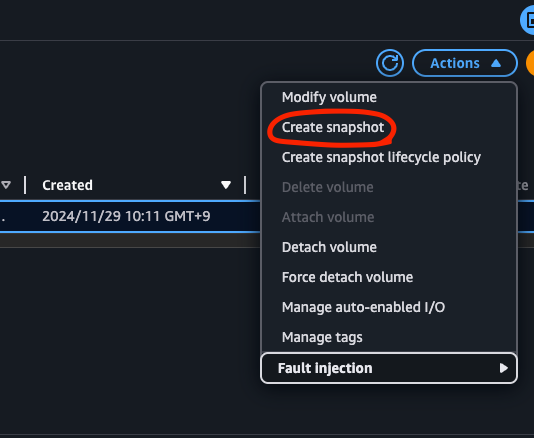 Actions
Modify volume
Create snapshot
Create snapshot lifecycle policy
Delete volume
Attach volume
Detach volume
Force detach volume
Manage auto-enabled I/O
Manage tags
Fault injection
Created
2024/11/29 10:11 GMT+9